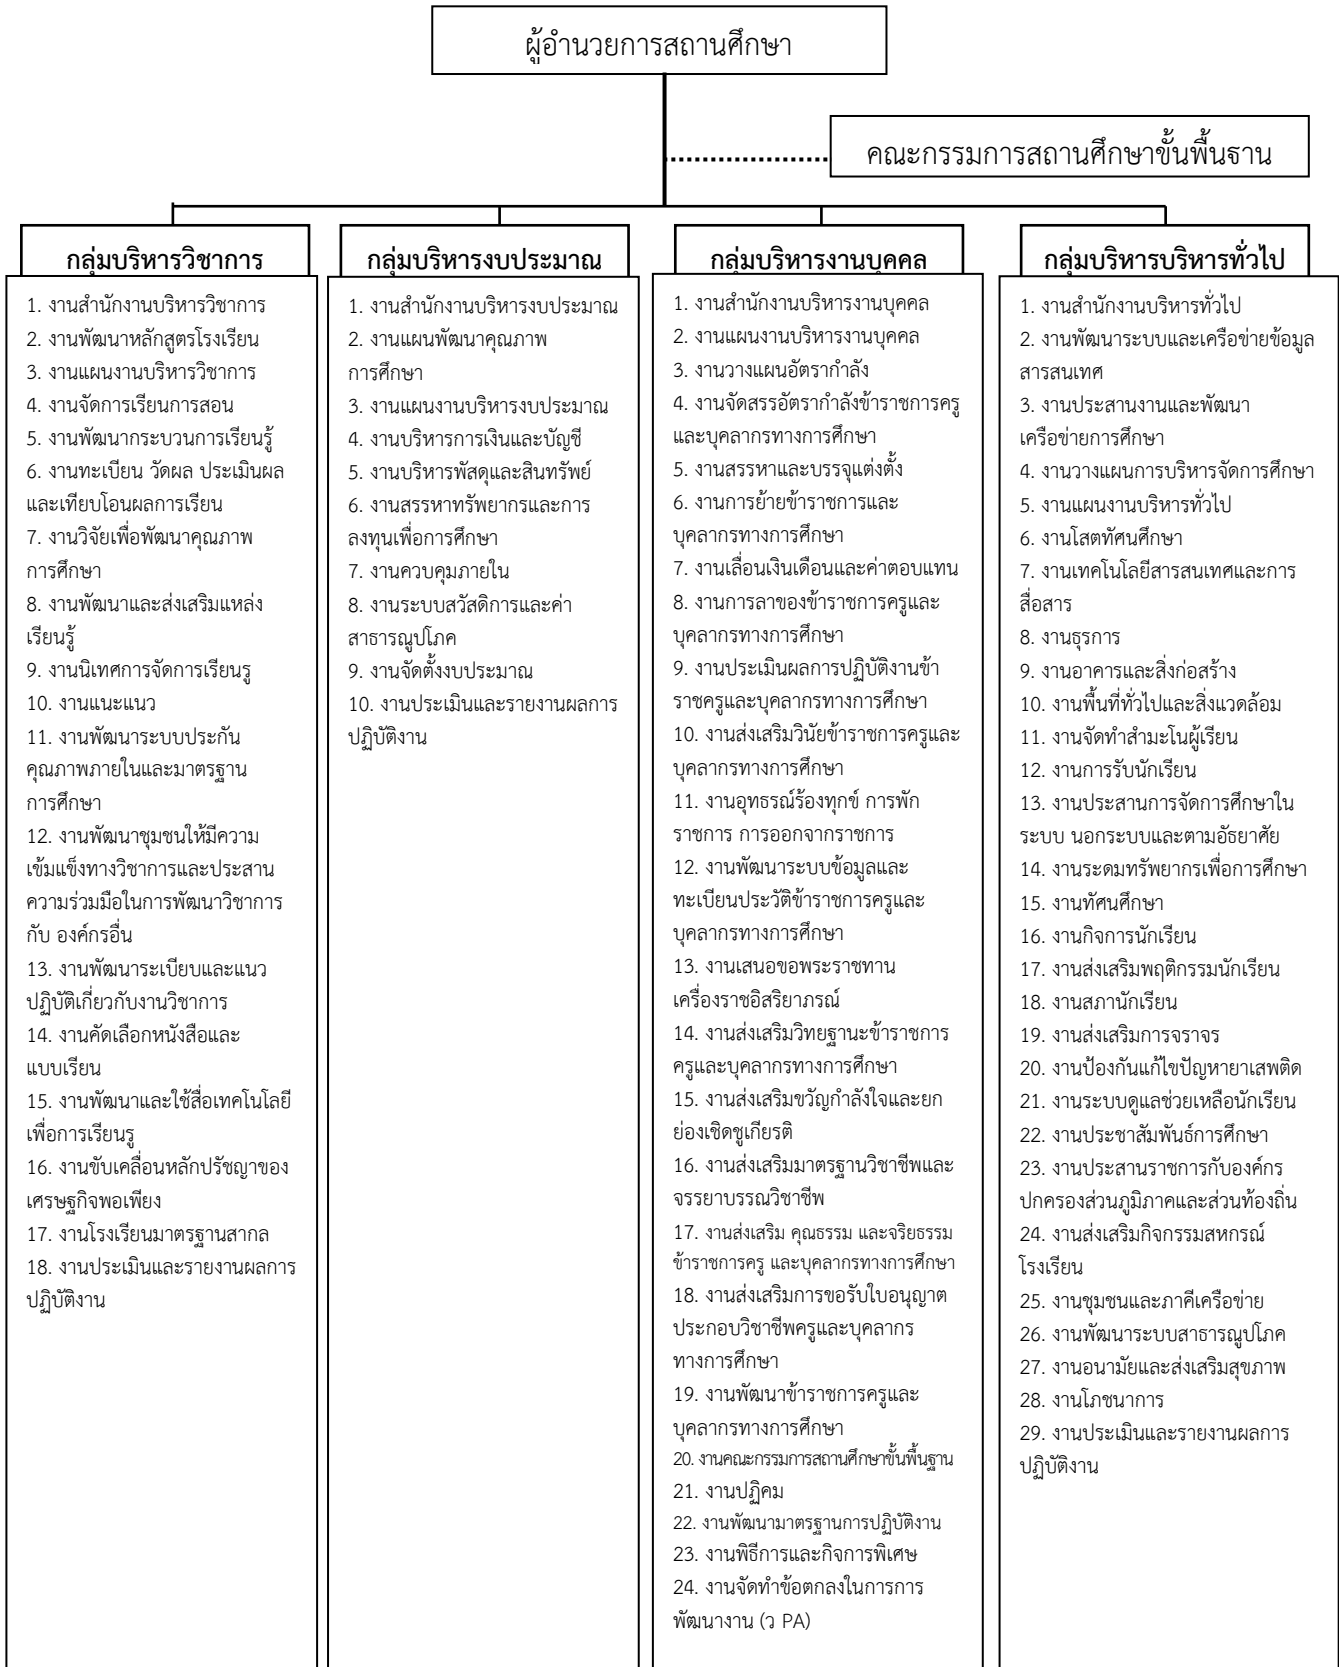 ผู้อำนวยการสถานศึกษา
คณะกรรมการสถานศึกษาขั้นพื้นฐาน
กลุ่มบริหารวิชาการ
1. งานสำนักงานบริหารวิชาการ
2. งานพัฒนาหลักสูตรโรงเรียน
3. งานแผนงานบริหารวิชาการ
4. งานจัดการเรียนการสอน
5. งานพัฒนากระบวนการเรียนรู้
6. งานทะเบียน วัดผล ประเมินผล
และเทียบโอนผลการเรียน
7. งานวิจัยเพื่อพัฒนาคุณภาพ
การศึกษา
8. งานพัฒนาและส่งเสริมแหล่ง
เรียนรู้
9. งานนิเทศการจัดการเรียนรู
10. งานแนะแนว
11. งานพัฒนาระบบประกัน
คุณภาพภายในและมาตรฐาน
การศึกษา
12. งานพัฒนาชุมชนให้มีความ
เข้มแข็งทางวิชาการและประสาน
ความร่วมมือในการพัฒนาวิชาการ
กับ องค์กรอื่น
13. งานพัฒนาระเบียบและแนว
ปฏิบัติเกี่ยวกับงานวิชาการ
14. งานคัดเลือกหนังสือและ
แบบเรียน
15. งานพัฒนาและใช้สื่อเทคโนโลยี
เพื่อการเรียนรู
16. งานขับเคลื่อนหลักปรัชญาของ
เศรษฐกิจพอเพียง
17. งานโรงเรียนมาตรฐานสากล
18. งานประเมินและรายงานผลการ
ปฏิบัติงาน
กลุ่มบริหารงบประมาณ
1. งานสำนักงานบริหารงบประมาณ
2. งานแผนพัฒนาคุณภาพ
การศึกษา
3. งานแผนงานบริหารงบประมาณ
4. งานบริหารการเงินและบัญชี
5. งานบริหารพัสดุและสินทรัพย์
6. งานสรรหาทรัพยากรและการ
ลงทุนเพื่อการศึกษา
7. งานควบคุมภายใน
8. งานระบบสวัสดิการและค่า
สาธารณูปโภค
9. งานจัดตั้งงบประมาณ
10. งานประเมินและรายงานผลการ
ปฏิบัติงาน
กลุ่มบริหารงานบุคคล
1. งานสำนักงานบริหารงานบุคคล
2. งานแผนงานบริหารงานบุคคล
3. งานวางแผนอัตรากำลัง
4. งานจัดสรรอัตรากำลังข้าราชการครู
และบุคลากรทางการศึกษา
5. งานสรรหาและบรรจุแต่งตั้ง
6. งานการย้ายข้าราชการและ
บุคลากรทางการศึกษา
7. งานเลื่อนเงินเดือนและค่าตอบแทน
8. งานการลาของข้าราชการครูและ
บุคลากรทางการศึกษา
9. งานประเมินผลการปฏิบัติงานข้า
ราชครูและบุคลากรทางการศึกษา
10. งานส่งเสริมวินัยข้าราชการครูและ
บุคลากรทางการศึกษา
11. งานอุทธรณ์ร้องทุกข์ การพัก
ราชการ การออกจากราชการ
12. งานพัฒนาระบบข้อมูลและ
ทะเบียนประวัติข้าราชการครูและ
บุคลากรทางการศึกษา
13. งานเสนอขอพระราชทาน
เครื่องราชอิสริยาภรณ์
14. งานส่งเสริมวิทยฐานะข้าราชการ
ครูและบุคลากรทางการศึกษา
15. งานส่งเสริมขวัญกำลังใจและยก
ย่องเชิดชูเกียรติ
16. งานส่งเสริมมาตรฐานวิชาชีพและ
จรรยาบรรณวิชาชีพ
17. งานส่งเสริม คุณธรรม และจริยธรรม
ข้าราชการครู และบุคลากรทางการศึกษา
18. งานส่งเสริมการขอรับใบอนุญาต
ประกอบวิชาชีพครูและบุคลากร
ทางการศึกษา
19. งานพัฒนาข้าราชการครูและ
บุคลากรทางการศึกษา
20. งานคณะกรรมการสถานศึกษาขั้นพื้นฐาน
21. งานปฏิคม
22. งานพัฒนามาตรฐานการปฏิบัติงาน
23. งานพิธีการและกิจการพิเศษ
24. งานจัดทำข้อตกลงในการการ
พัฒนางาน (ว PA)
กลุ่มบริหารบริหารทั่วไป
1. งานสำนักงานบริหารทั่วไป
2. งานพัฒนาระบบและเครือข่ายข้อมูล
สารสนเทศ
3. งานประสานงานและพัฒนา
เครือข่ายการศึกษา
4. งานวางแผนการบริหารจัดการศึกษา
5. งานแผนงานบริหารทั่วไป
6. งานโสตทัศนศึกษา
7. งานเทคโนโลยีสารสนเทศและการ
สื่อสาร
8. งานธุรการ
9. งานอาคารและสิ่งก่อสร้าง
10. งานพื้นที่ทั่วไปและสิ่งแวดล้อม
11. งานจัดทำสำมะโนผู้เรียน
12. งานการรับนักเรียน
13. งานประสานการจัดการศึกษาใน
ระบบ นอกระบบและตามอัธยาศัย
14. งานระดมทรัพยากรเพื่อการศึกษา
15. งานทัศนศึกษา
16. งานกิจการนักเรียน
17. งานส่งเสริมพฤติกรรมนักเรียน
18. งานสภานักเรียน
19. งานส่งเสริมการจราจร
20. งานป้องกันแก้ไขปัญหายาเสพติด
21. งานระบบดูแลช่วยเหลือนักเรียน
22. งานประชาสัมพันธ์การศึกษา
23. งานประสานราชการกับองค์กร
ปกครองส่วนภูมิภาคและส่วนท้องถิ่น
24. งานส่งเสริมกิจกรรมสหกรณ์
โรงเรียน
25. งานชุมชนและภาคีเครือข่าย
26. งานพัฒนาระบบสาธารณูปโภค
27. งานอนามัยและส่งเสริมสุขภาพ
28. งานโภชนาการ
29. งานประเมินและรายงานผลการ
ปฏิบัติงาน